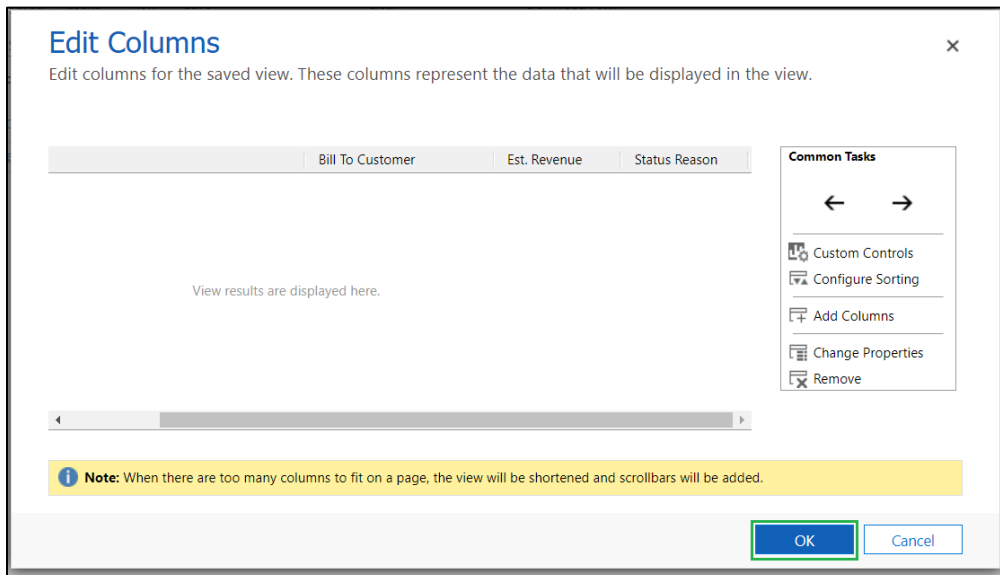 Edit Columns
Edit columns for the saved view. These columns represent the data that will be displayed in the view.
Bill To Customer Est. Revenue Status Reason
Common Tasks
Custom Controls
Configure Sorting
Add Columns
Change Properties
Remove
View results are displayed here.
Note: When there are too many columns to fit on a page, the view will be shortened and scrollbars will be added.
OK Cancel